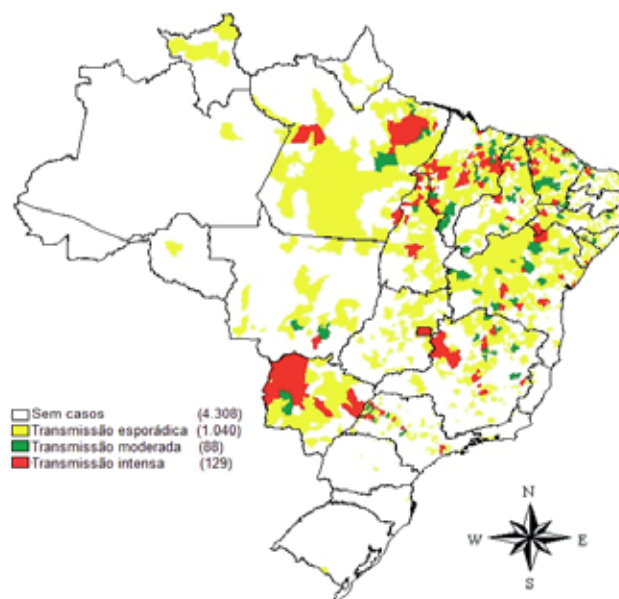 Sem casos (4.308)
Transmissão esporádica (1.040)
Transmissão moderada (88)
Transmissão intensa (129)
N
W E
S